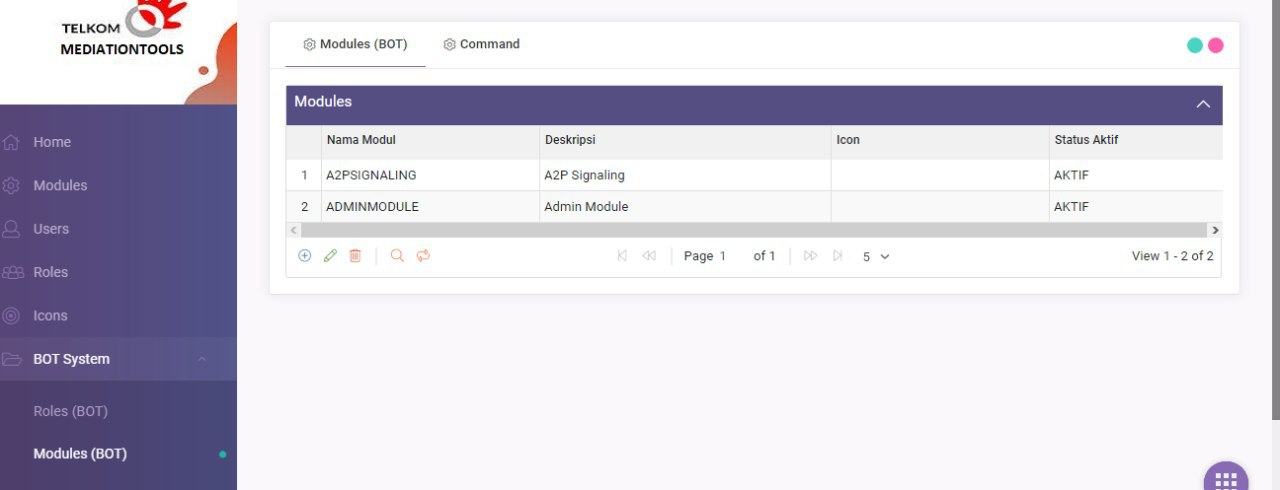 TELKOM
MEDIATIONTOOLS
Home
Modules
Users
Roles
Icons
BOT System
Roles (BOT)
Modules (BOT)
Modules (BOT) Command
Modules
Nama Modul Deskripsi Icon Status Aktif
1 A2PSIGNALING A2P Signaling AKTIF
2 ADMINMODULE Admin Module AKTIF
Page 1 of 1 5 View 1 - 2 of 2